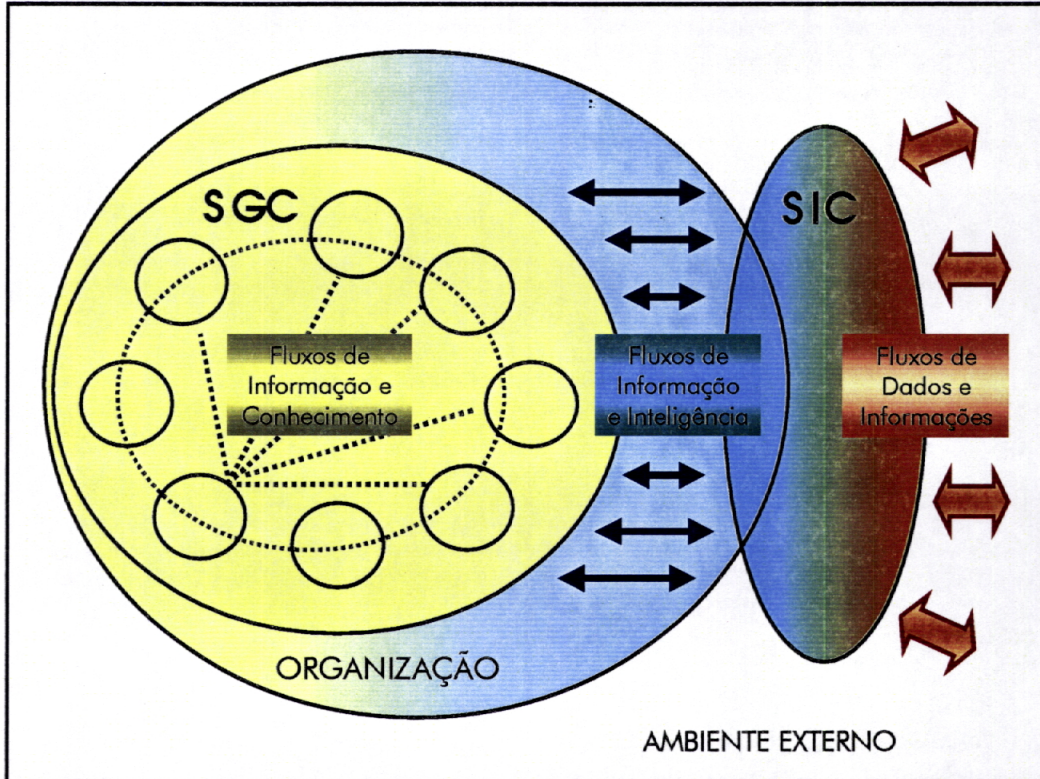 SGC
SIC
Fluxos de
Informação e
Conhecimento
Fluxos de
Informação
e Inteligência
Fluxos de
Dados e
Informações
ORGANIZAÇÃO
AMBIENTE EXTERNO